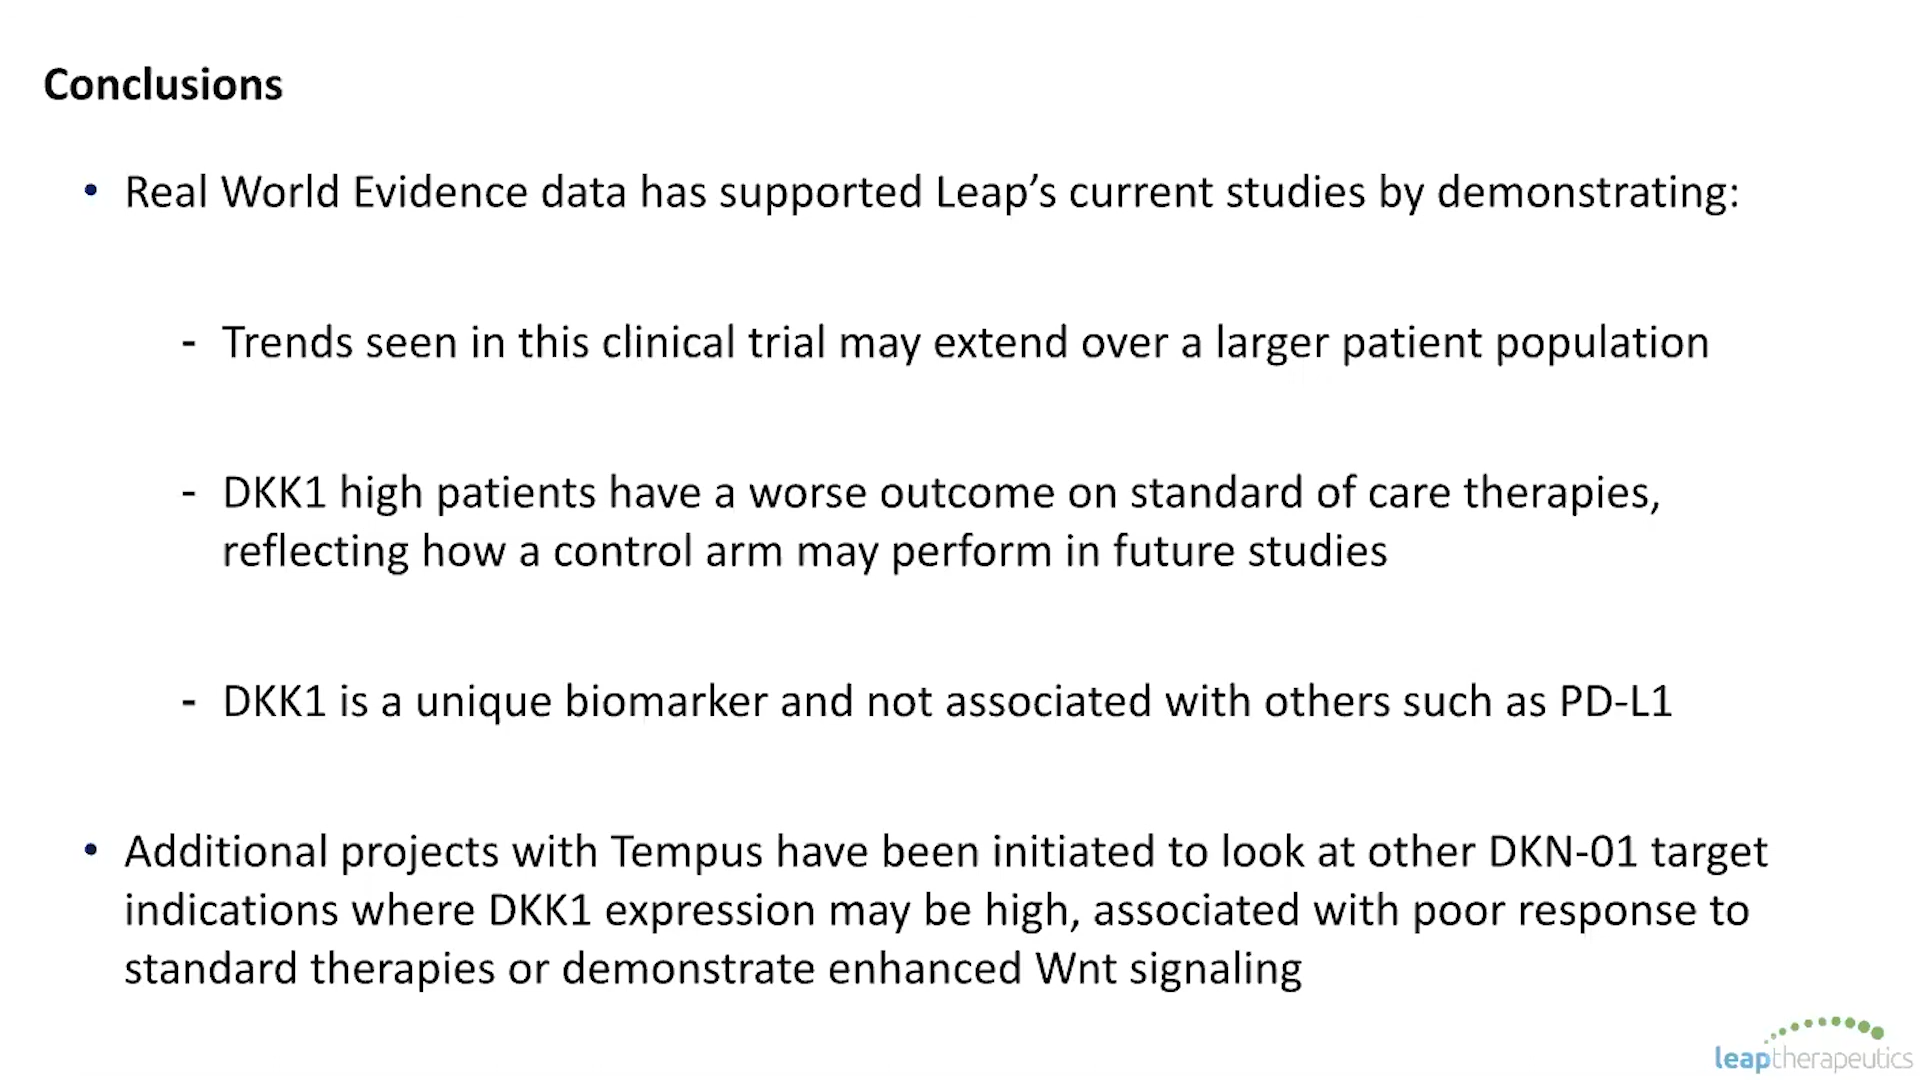 Conclusions
• Real World Evidence data has supported Leap’s current studies by demonstrating:
- Trends seen in this clinical trial may extend over a larger patient population
- DKK1 high patients have a worse outcome on standard of care therapies,
reflecting how a control arm may perform in future studies
- DKK1 is a unique biomarker and not associated with others such as PD-L1
• Additional projects with Tempus have been initiated to look at other DKN-01 target
indications where DKK1 expression may be high, associated with poor response to
standard therapies or demonstrate enhanced Wnt signaling
leaptherapeutics